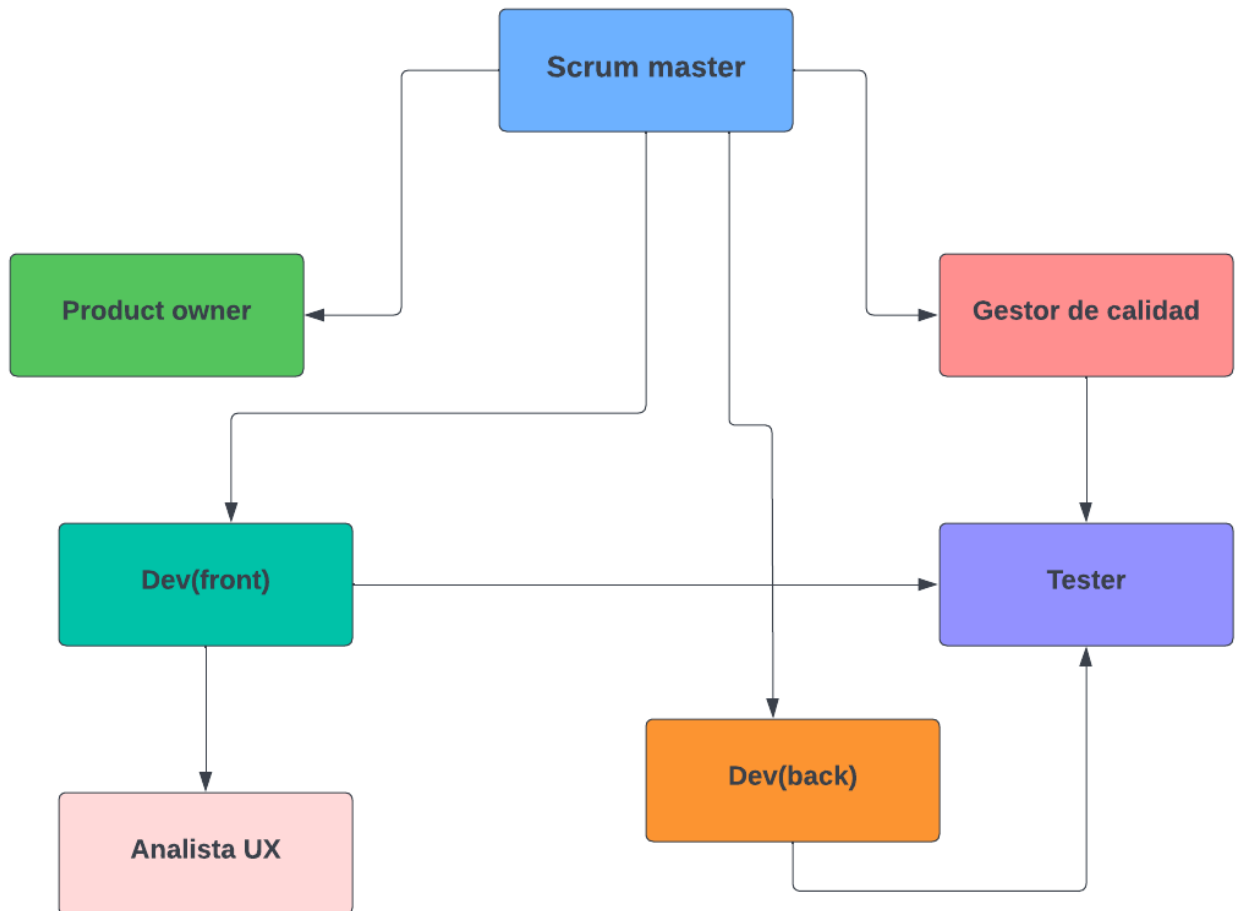 Scrum master
Product owner
Gestor de calidad
Dev(front)
Tester
Dev(back)
Analista UX